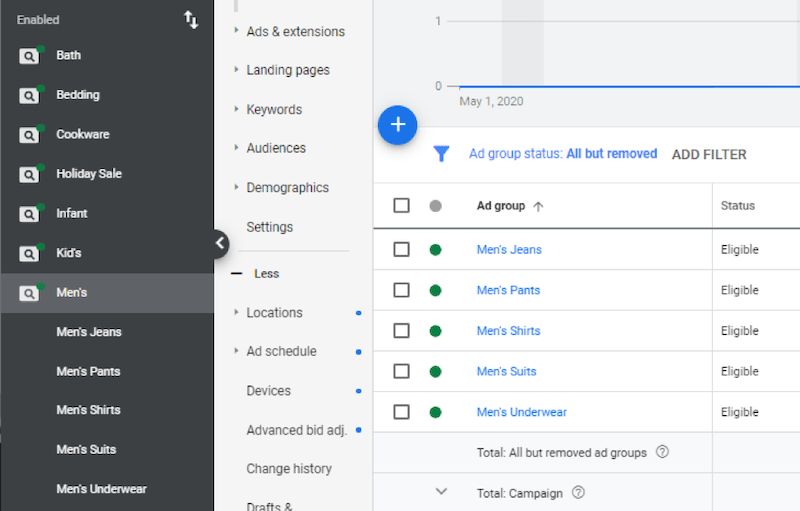 Enabled
Bath
Bedding
Cookware
Holiday Sale
Infant
Kid's
Men's
Men's Jeans
Men's Pants
Men's Shirts
Men's Suits
Men's Underwear
Ads & extensions
Landing pages
Keywords
Audiences
Demographics
Settings
Less
Locations
Ad schedule
Devices
Advanced bid adj.
Change history
Drafts &
1
0
May 1, 2020
Ad group status: All but removed ADD FILTER
Ad group Status
Men's Jeans Eligible
Men's Pants Eligible
Men's Shirts Eligible
Men's Suits Eligible
Men's Underwear Eligible
Total: All but removed ad groups
Total: Campaign